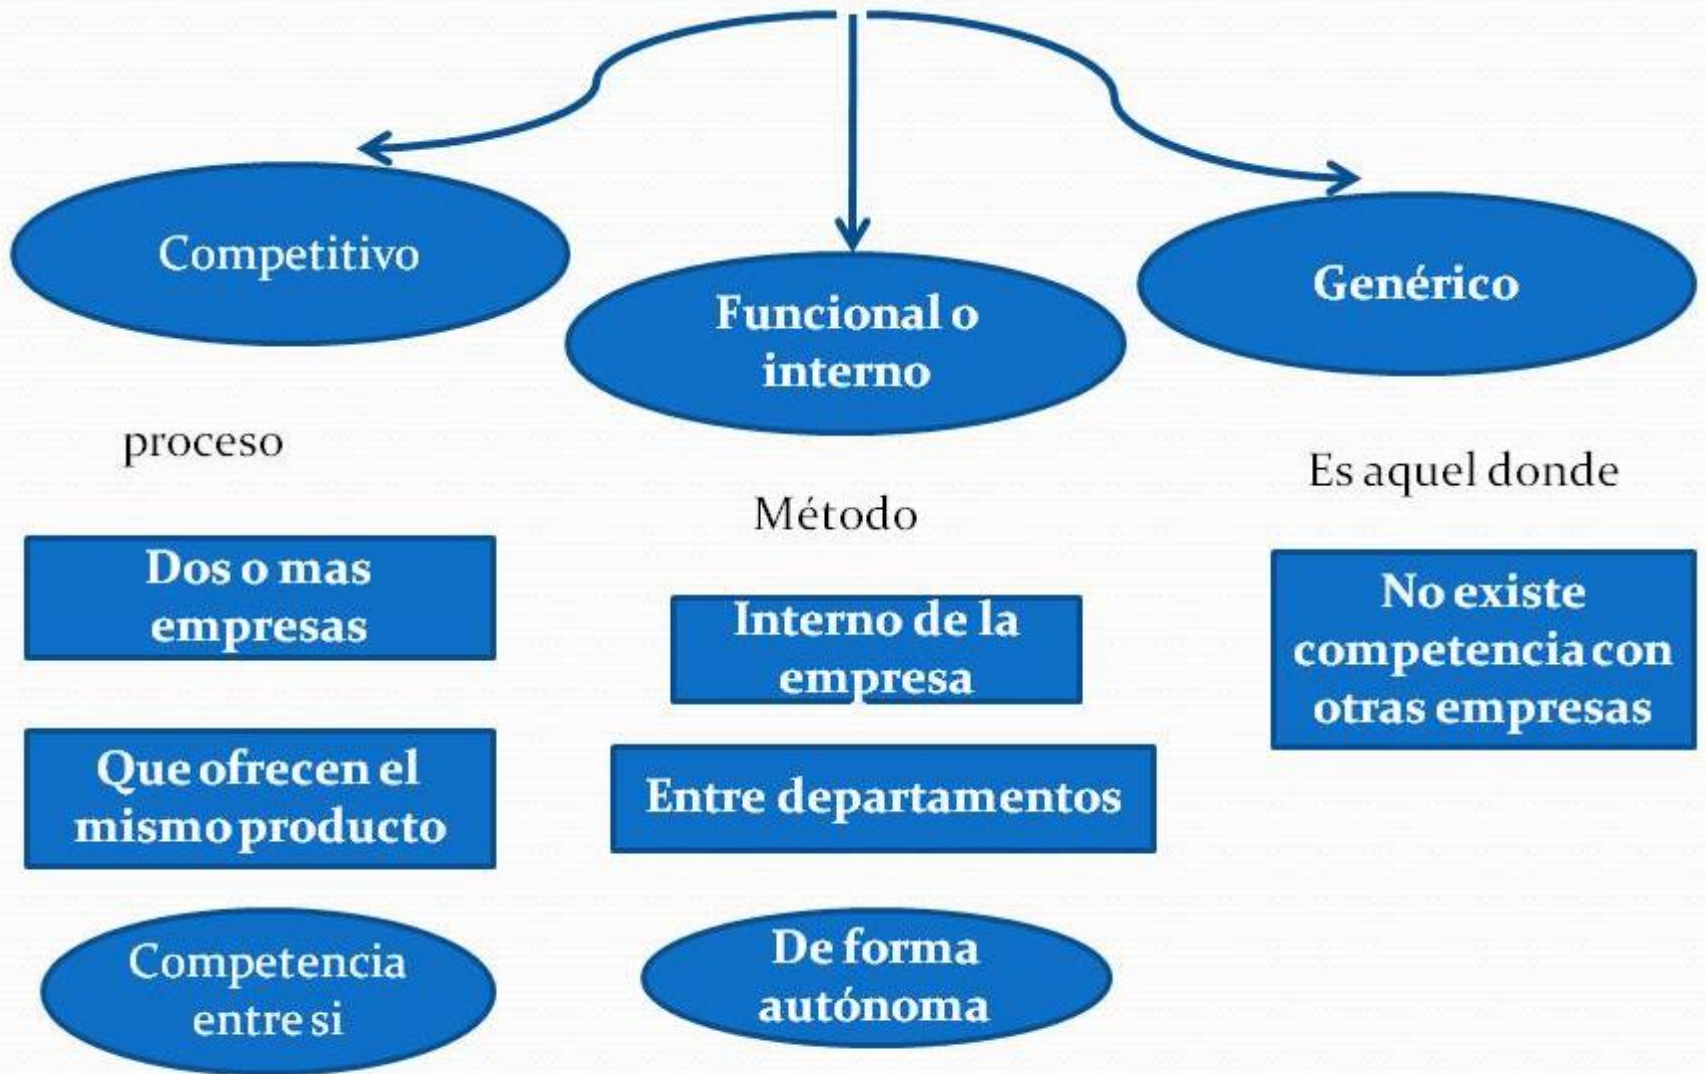 Competitivo
proceso
Dos o mas
empresas
Que ofrecen el
mismo producto
Competencia
entre si
Funcional o
interno
Método
Interno de la
empresa
Entre departamentos
De forma
autónoma
Genérico
Es aquel donde
No existe
competencia con
otras empresas